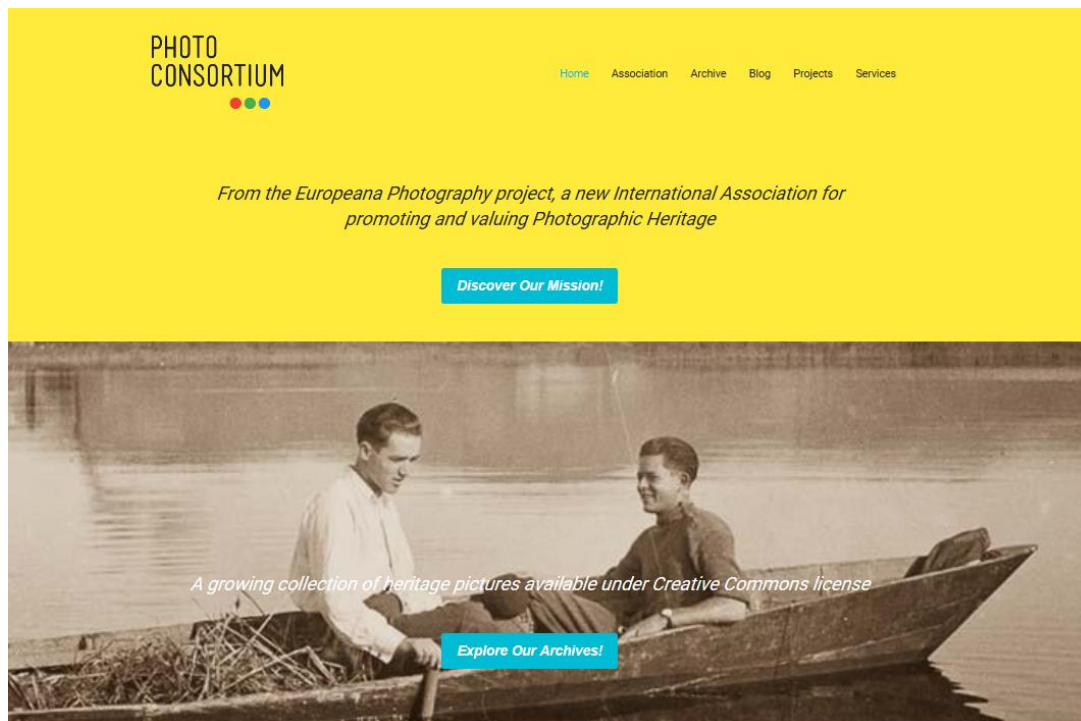 PHOTO
CONSORTIUM
Home Association Archive Blog Projects Services
From the Europeana Photography project, a new International Association for
promoting and valuing Photographic Heritage
Discover Our Mission!
A growing collection of heritage pictures available under Creative Commons license
Explore Our Archives!